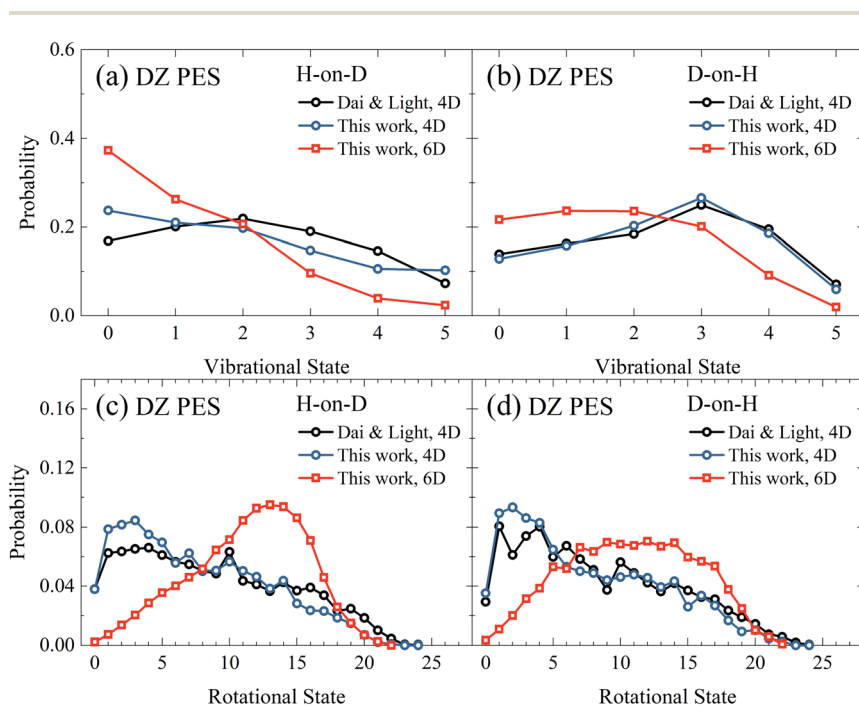 (a) DZ PES H-on-D
Dai & Light, 4D
This work, 4D
This work, 6D
0.6
0.4
0.2
0.0
Probability
0 1 2 3 4 5
Vibrational State
(b) DZ PES D-on-H
Dai & Light, 4D
This work, 4D
This work, 6D
0 1 2 3 4 5
Vibrational State
(c) DZ PES H-on-D
Dai & Light, 4D
This work, 4D
This work, 6D
0.16
0.12
0.08
0.04
0.00
Probability
0 5 10 15 20 25
Rotational State
(d) DZ PES D-on-H
Dai & Light, 4D
This work, 4D
This work, 6D
0 5 10 15 20 25
Rotational State